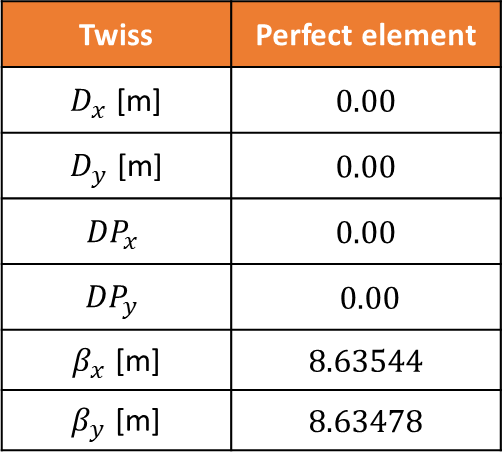 Twiss Perfect element
D_x [m] 0.00
D_y [m] 0.00
DP_x 0.00
DP_y 0.00
β_x [m] 8.63544
β_y [m] 8.63478